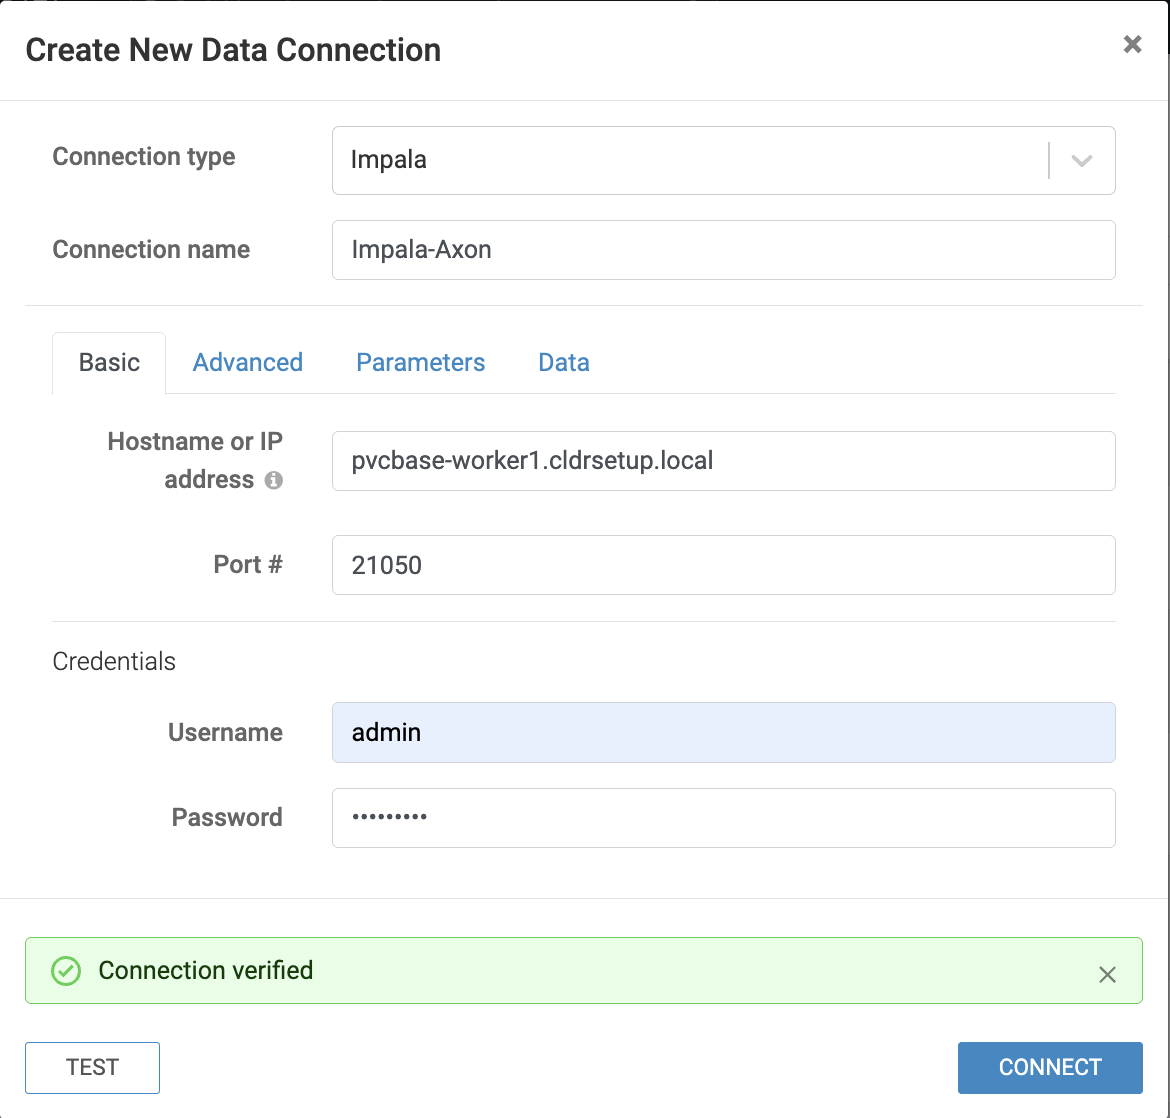 Create New Data Connection
Connection type
Impala
Connection name
Impala-Axon
Basic
Advanced
Parameters
Data
Hostname or IP
address
pvcbase-worker1.cldrsetup.local
Port #
21050
Credentials
Username
admin
Password
•••••••••
Connection verified
TEST
CONNECT